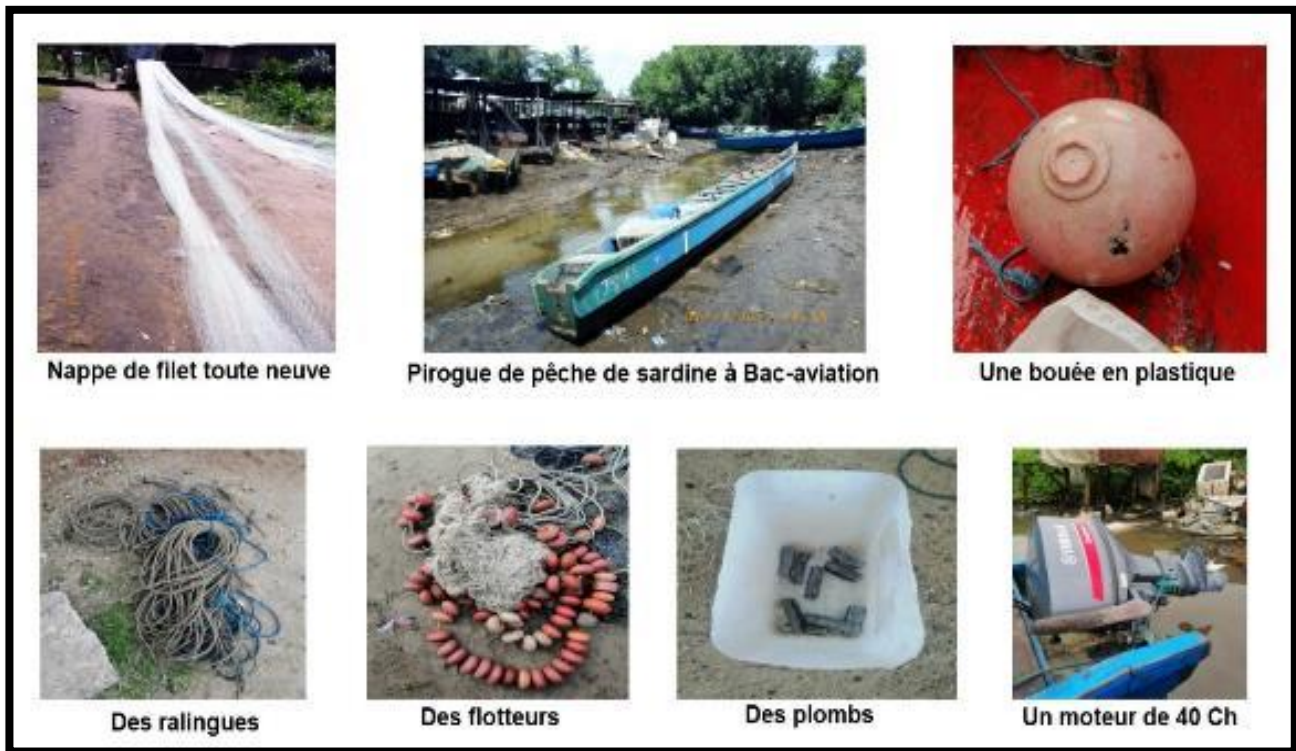 Nappe de filet toute neuve
Pirogue de pêche de sardine à Bac-aviation
Une bouée en plastique
Des ralingues
Des flotteurs
Des plombs
YAMAHA
Un moteur de 40 Ch